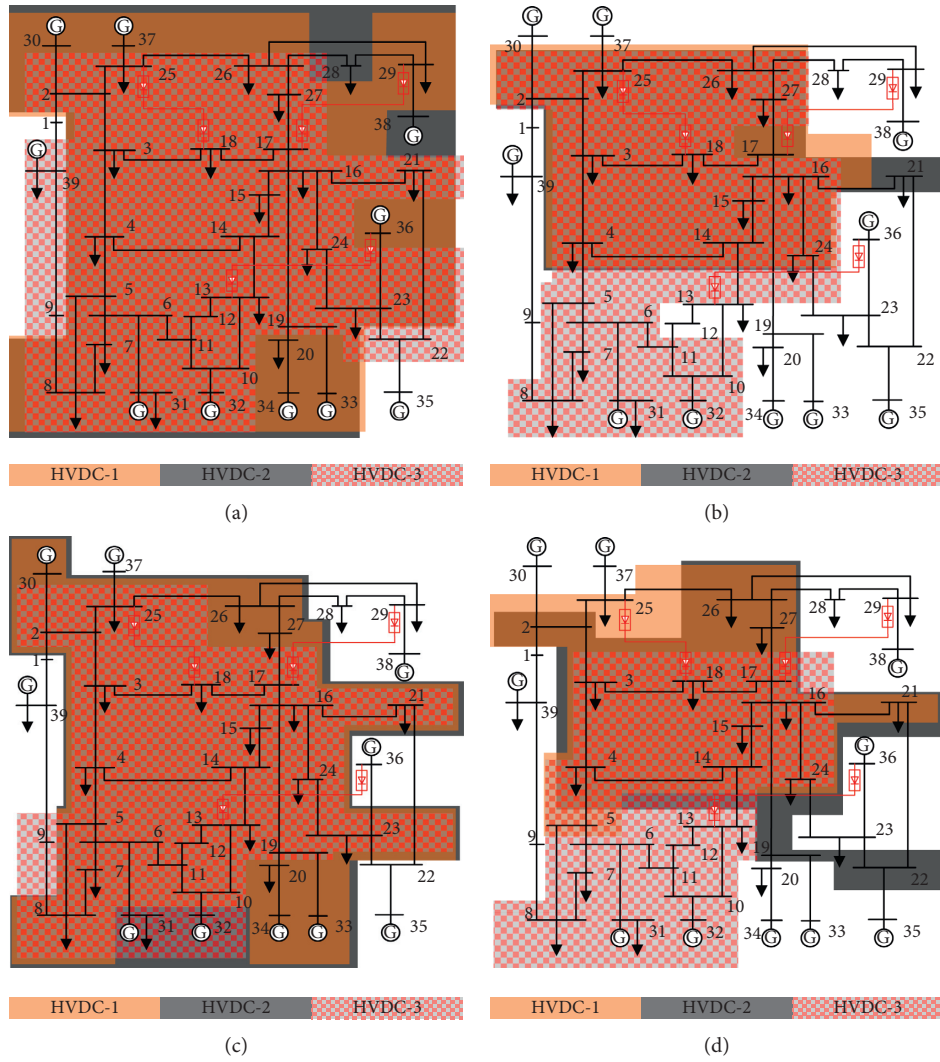 G G
30 37
25 26 28 29
2 27
1 38
G
G
3 18 17
39 16 21
15 G
4 14 36
24
5 13
9 6 12 19 23
7 11 20 22
8 10
G 31 G 32 34 G G 33 G 35
HVDC-1 HVDC-2 HVDC-3
(a)
G G
30 37
25 26 28 29
2 27
1 38 G
G
3 18 17
39 16 21
15 G
4 14 36
24
5 13
9 6 12 19 23
7 11 20 22
8 10
G 31 G 32 34 G G 33 G 35
HVDC-1 HVDC-2 HVDC-3
(b)
G G
30 37
25 26 28 29
2 27
1 38
G
G
3 18 17
39 16 21
15 G
4 14 36
24
5 13
9 6 12 19 23
7 11 20 22
8 10
G 31 G 32 34 G G 33 G 35
HVDC-1 HVDC-2 HVDC-3
(c)
G G
30 37
25 26 28 29
2 27
1 38
G
G
3 18 17
39 16 21
15 G
4 14 36
24
5 13
9 6 12 19 23
7 11 20 22
8 10
G 31 G 32 34 G G 33 G 35
HVDC-1 HVDC-2 HVDC-3
(d)